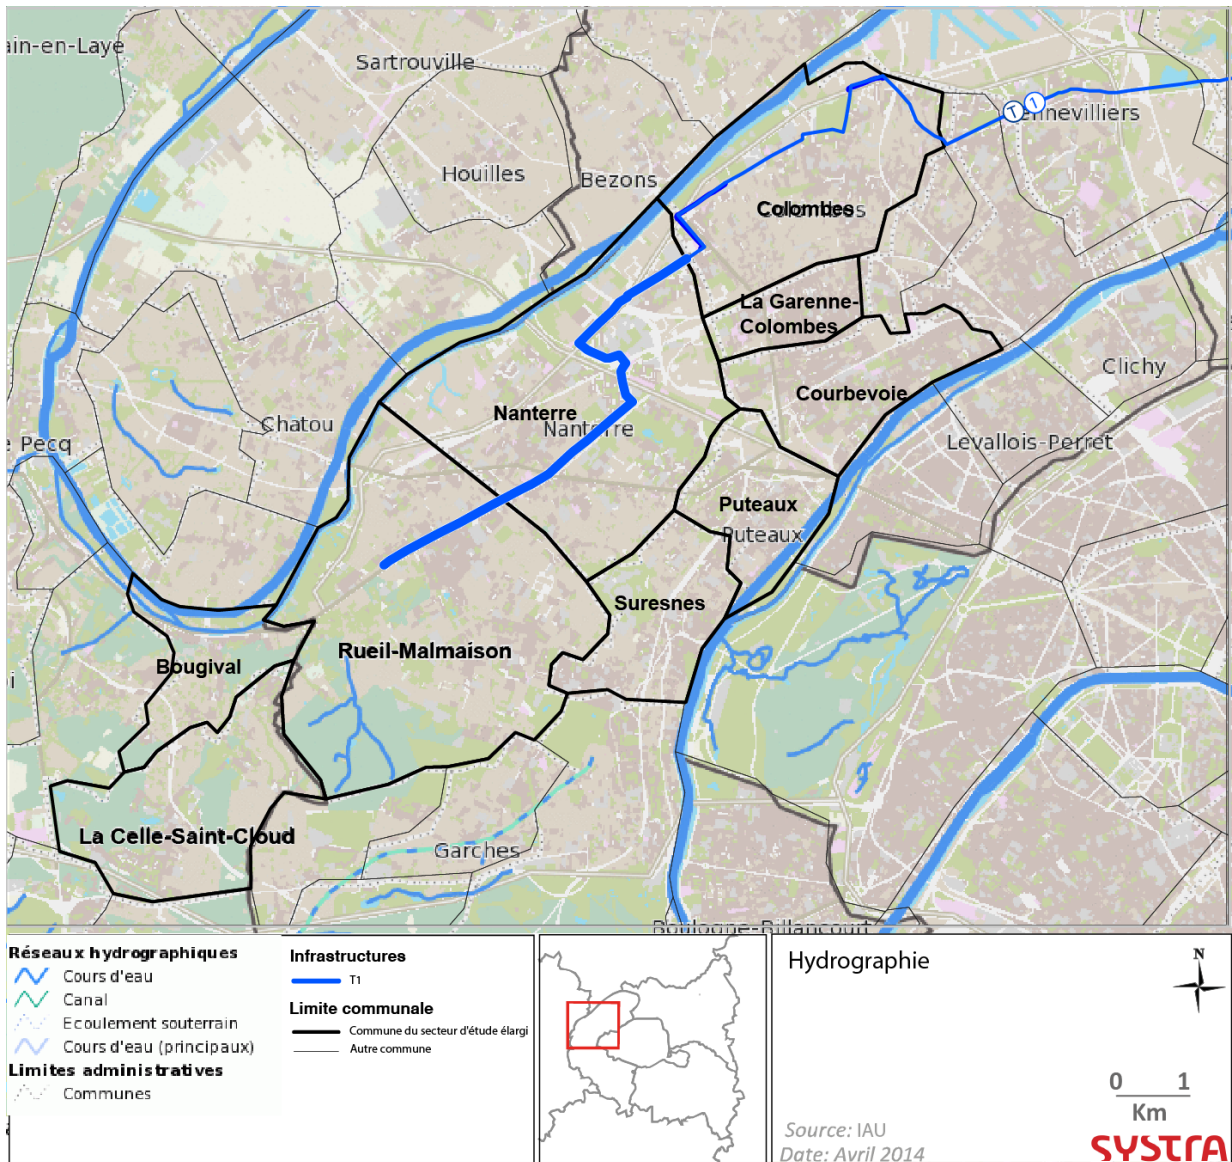 ain-en-Laye
Sartrouville
Houilles
Bezons
T 1
Gennevilliers
Colombes
Colombes
La Garenne-
Colombes
Clichy
Courbevoie
Chatou
Nanterre
Nanterre
e Pecq
Levallois-Perret
Puteaux
Puteaux
Suresnes
Rueil-Malmaison
Bougival
oi
La Celle-Saint-Cloud
Garches
Boulogne-Billancourt
Réseaux hydrographiques
Cours d'eau
Canal
Ecoulement souterrain
Cours d'eau (principaux)
Limites administratives
Communes
Infrastructures
T1
Limite communale
Commune du secteur d'étude élargi
Autre commune
Hydrographie
N
0 1
Km
Source: IAU
Date: Avril 2014
SYSTRA